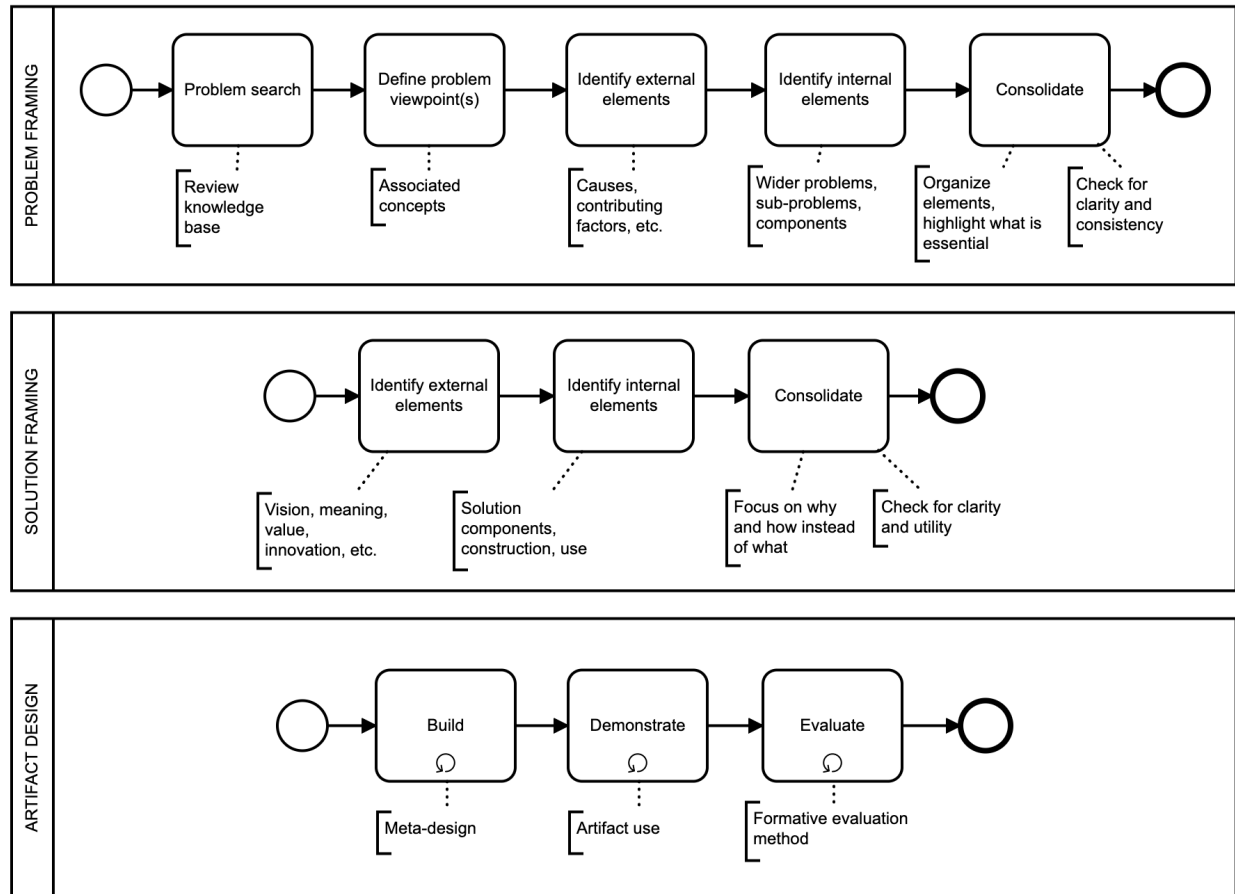 PROBLEM FRAMING
Problem search
Define problem
viewpoint(s)
Identify external
elements
Identify internal
elements
Consolidate
Review
knowledge
base
Associated
concepts
Causes,
contributing
factors, etc.
Wider problems,
sub-problems,
components
Organize
elements,
highlight what is
essential
Check for
clarity and
consistency
SOLUTION FRAMING
Identify external
elements
Identify internal
elements
Consolidate
Vision, meaning,
value,
innovation, etc.
Solution
components,
construction, use
Focus on why
and how instead
of what
Check for clarity
and utility
ARTIFACT DESIGN
Build
Demonstrate
Evaluate
Meta-design
Artifact use
Formative evaluation
method